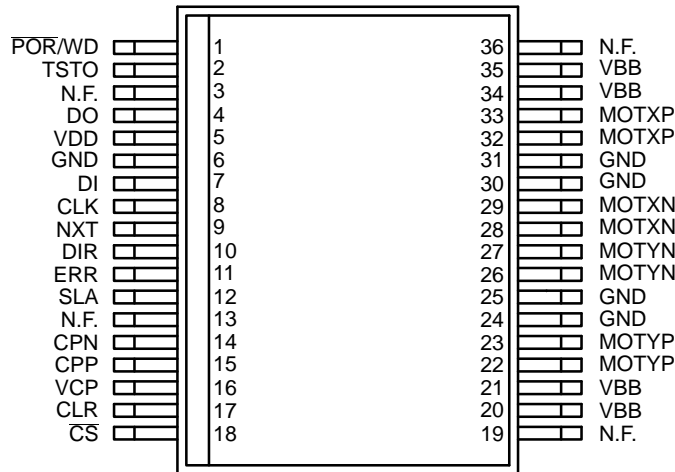 P̅O̅R̅/WD 1 36 N.F.
TSTO 2 35 VBB
N.F. 3 34 VBB
DO 4 33 MOTXP
VDD 5 32 MOTXP
GND 6 31 GND
DI 7 30 GND
CLK 8 29 MOTXN
NXT 9 28 MOTXN
DIR 10 27 MOTYN
ERR 11 26 MOTYN
SLA 12 25 GND
N.F. 13 24 GND
CPN 14 23 MOTYP
CPP 15 22 MOTYP
VCP 16 21 VBB
CLR 17 20 VBB
C̅S̅ 18 19 N.F.